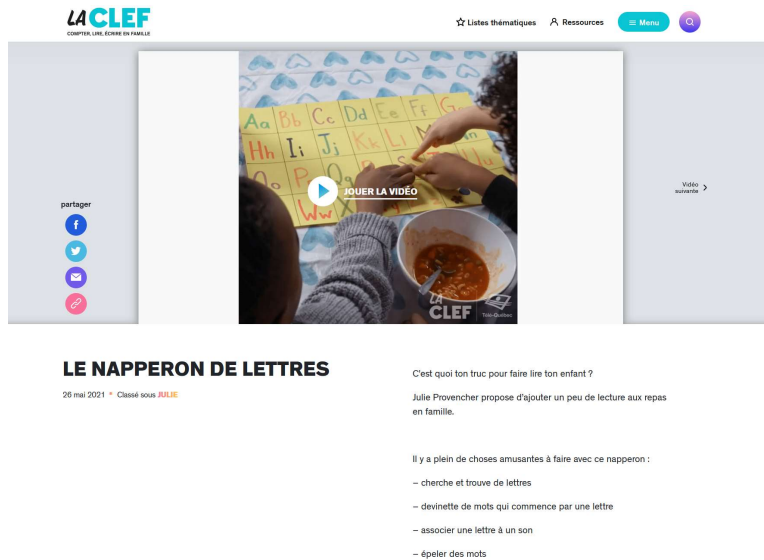 LA CLEF
COMPTER, LIRE, ÉCRIRE EN FAMILLE
Listes thématiques
Ressources
Menu
Aa Bb Cc Dd Ee Ff G
Hh Ii Jj Kk Ll M
P Q
Ww X
JOUER LA VIDÉO
Vidéo
suivante
partager
LA
CLEF
Télé-Québec
LE NAPPERON DE LETTRES
26 mai 2021 • Classé sous JULIE
C'est quoi ton truc pour faire lire ton enfant ?
Julie Provencher propose d'ajouter un peu de lecture aux repas
en famille.
Il y a plein de choses amusantes à faire avec ce napperon :
– cherche et trouve de lettres
– devinette de mots qui commence par une lettre
– associer une lettre à un son
– épeler des mots